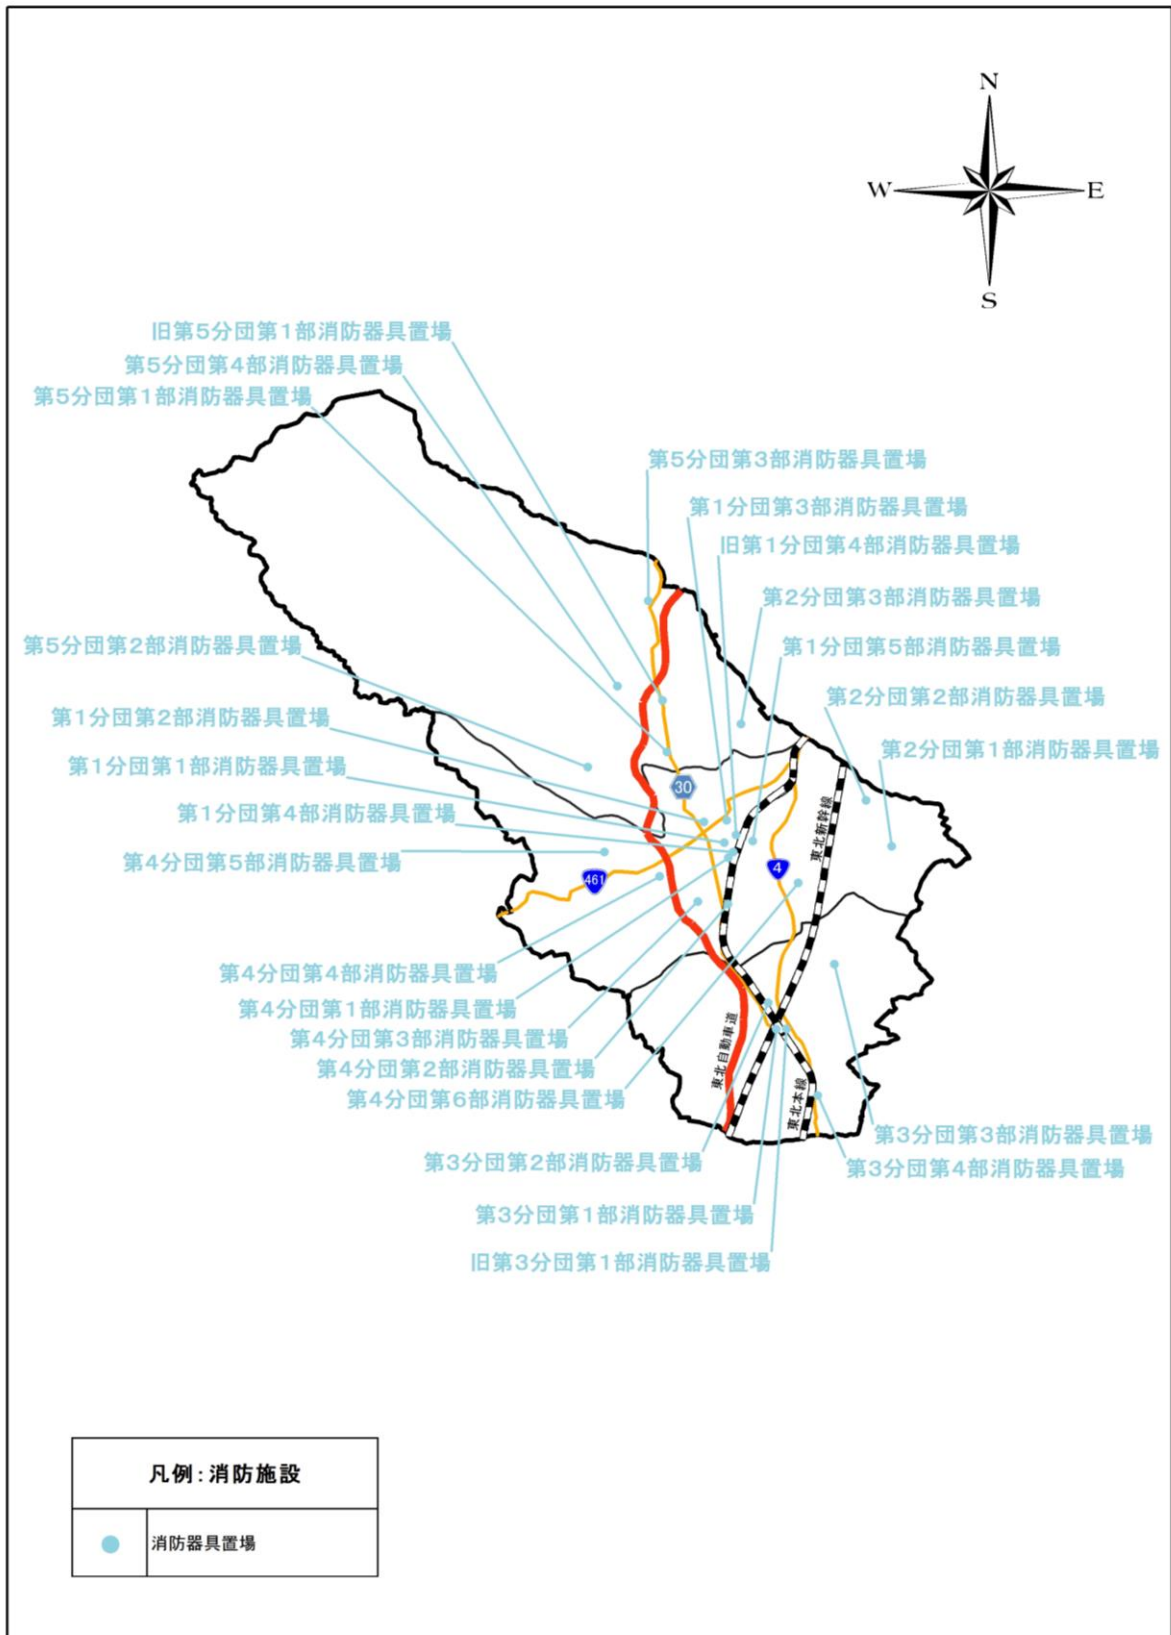 N
W
E
S
旧第5分団第1部消防器具置場
第5分団第4部消防器具置場
第5分団第1部消防器具置場
第5分団第3部消防器具置場
第1分団第3部消防器具置場
旧第1分団第4部消防器具置場
第2分団第3部消防器具置場
第5分団第2部消防器具置場
第1分団第5部消防器具置場
第2分団第2部消防器具置場
第1分団第2部消防器具置場
第2分団第1部消防器具置場
第1分団第1部消防器具置場
30
東北新幹線
第1分団第4部消防器具置場
第4分団第5部消防器具置場
4
461
第4分団第4部消防器具置場
第4分団第1部消防器具置場
第4分団第3部消防器具置場
東北自動車道
第4分団第2部消防器具置場
第4分団第6部消防器具置場
東北本線
第3分団第3部消防器具置場
第3分団第2部消防器具置場
第3分団第4部消防器具置場
第3分団第1部消防器具置場
旧第3分団第1部消防器具置場
凡例:消防施設
消防器具置場